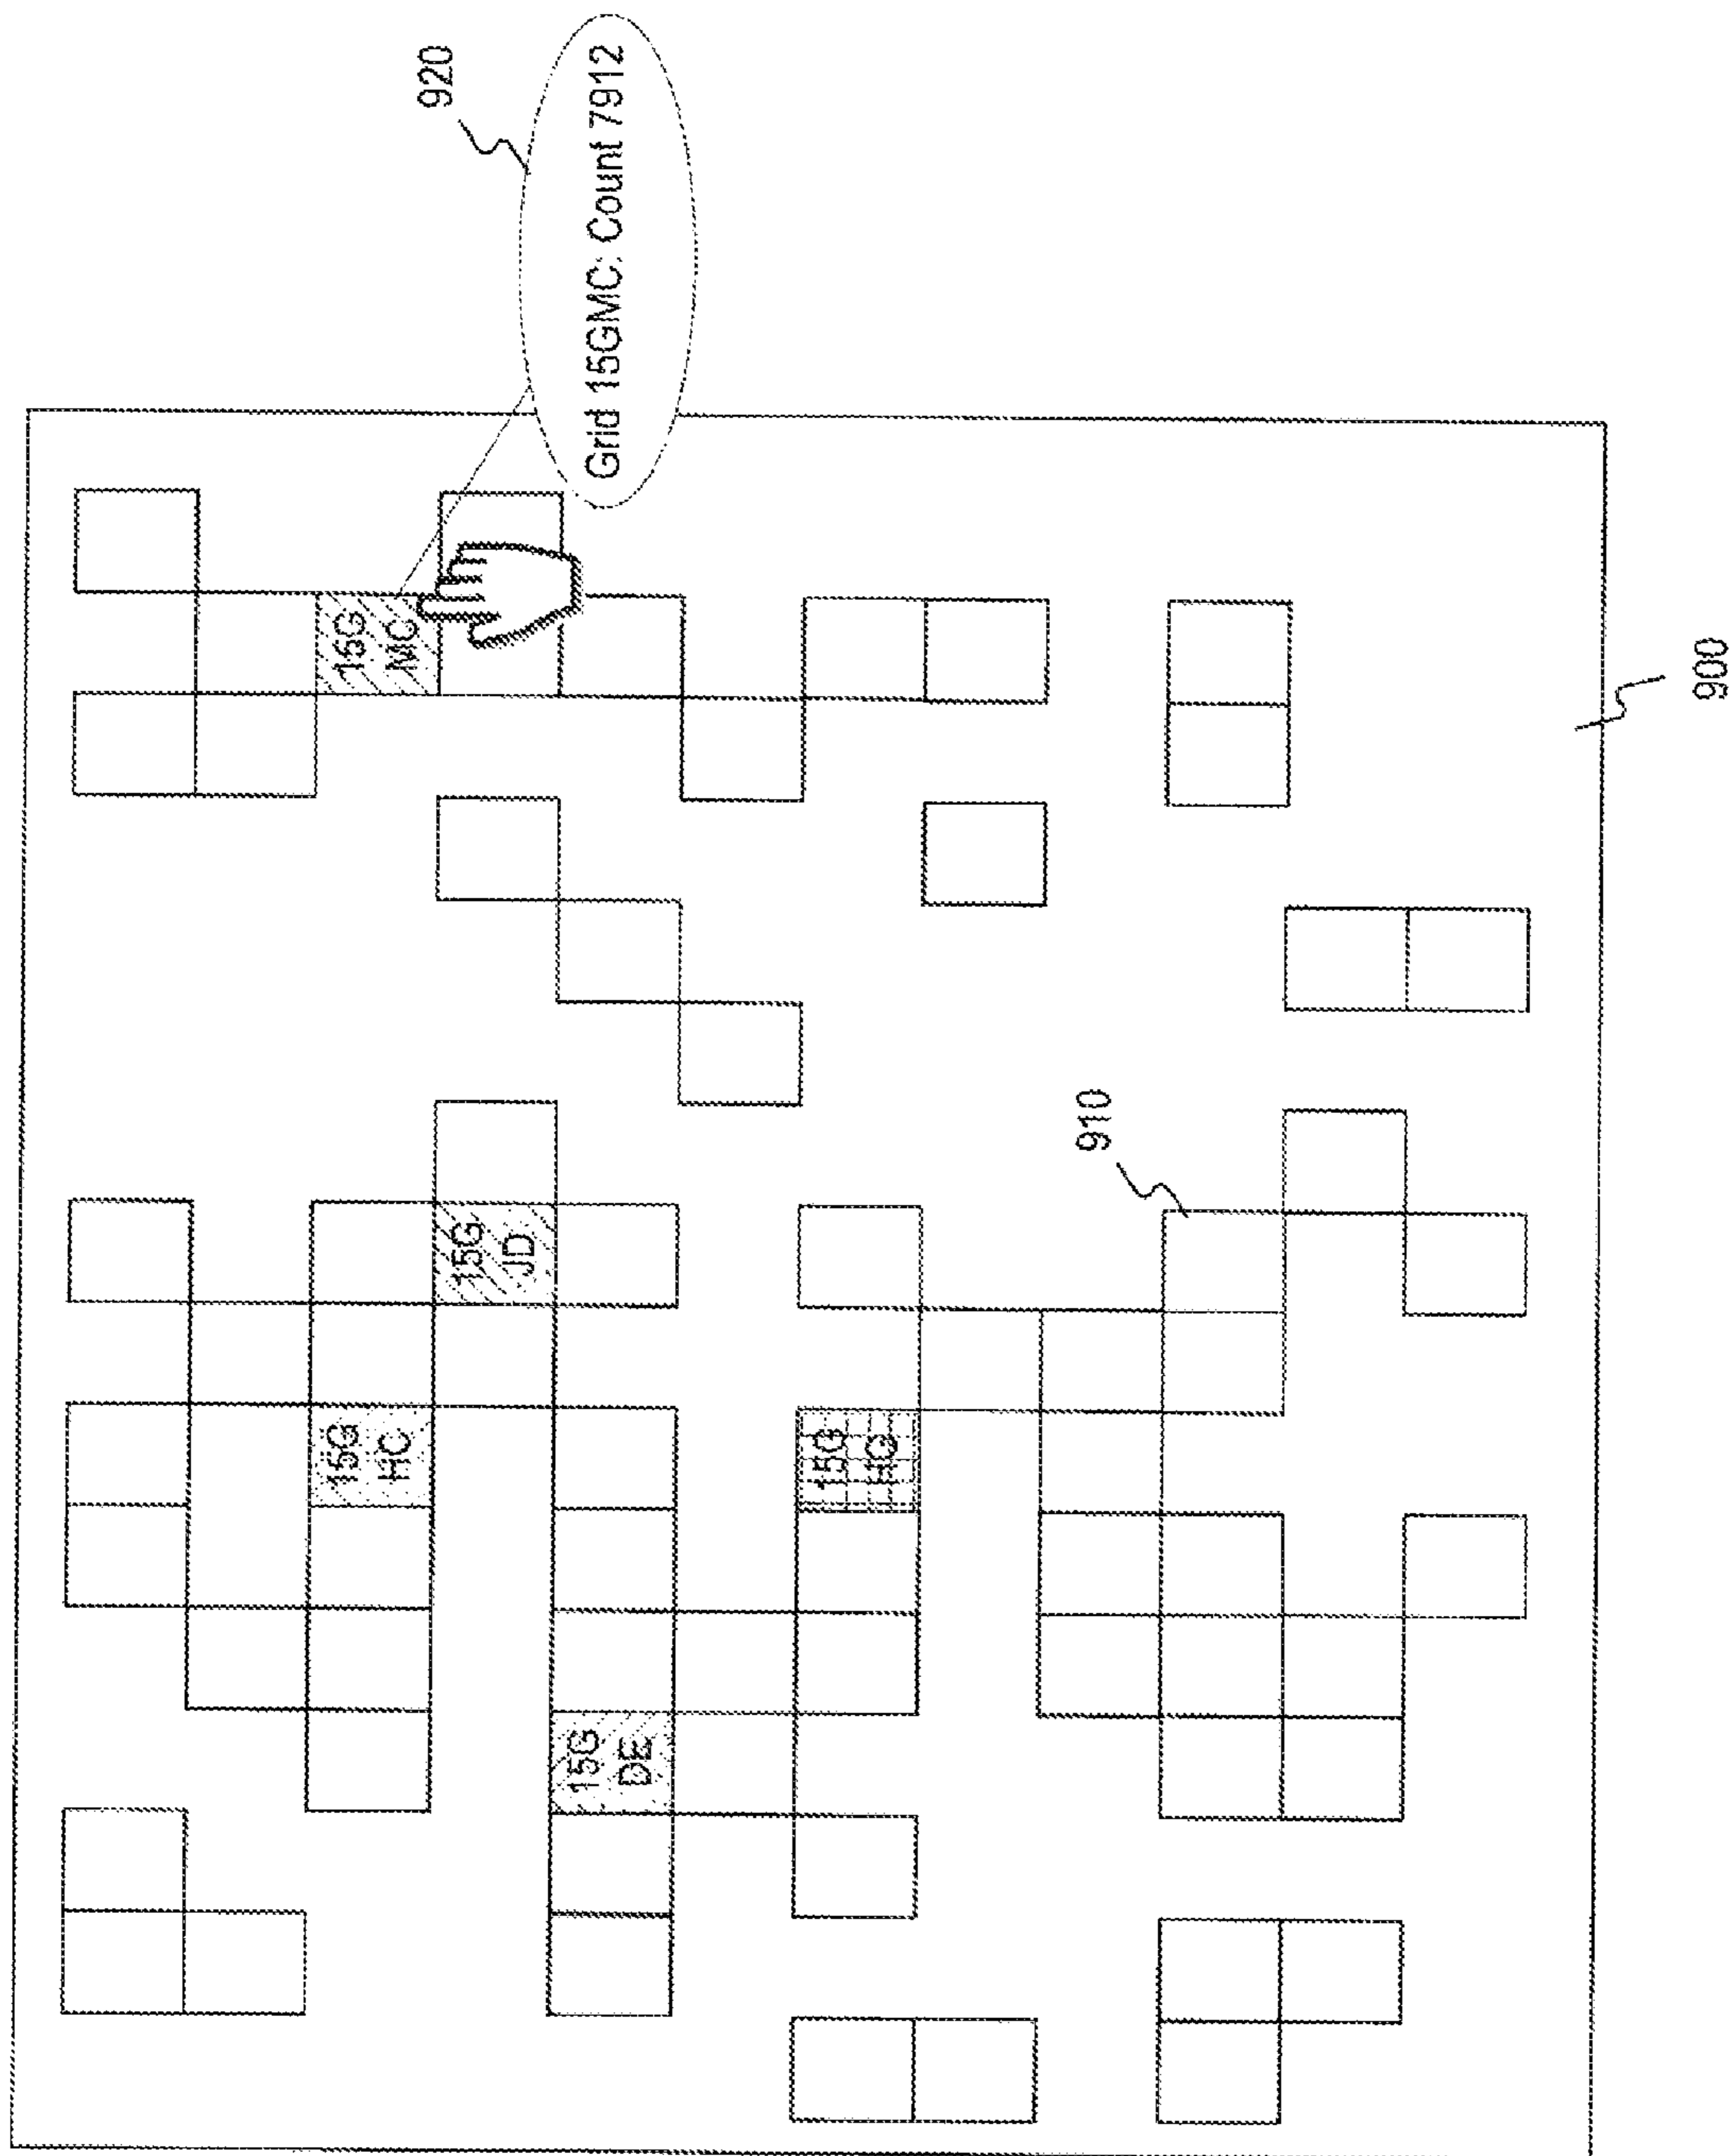 920
Grid 15GMC: Count 7912
15G
MC
15G
JD
15G
HC
15G
HG
15G
DE
910
900